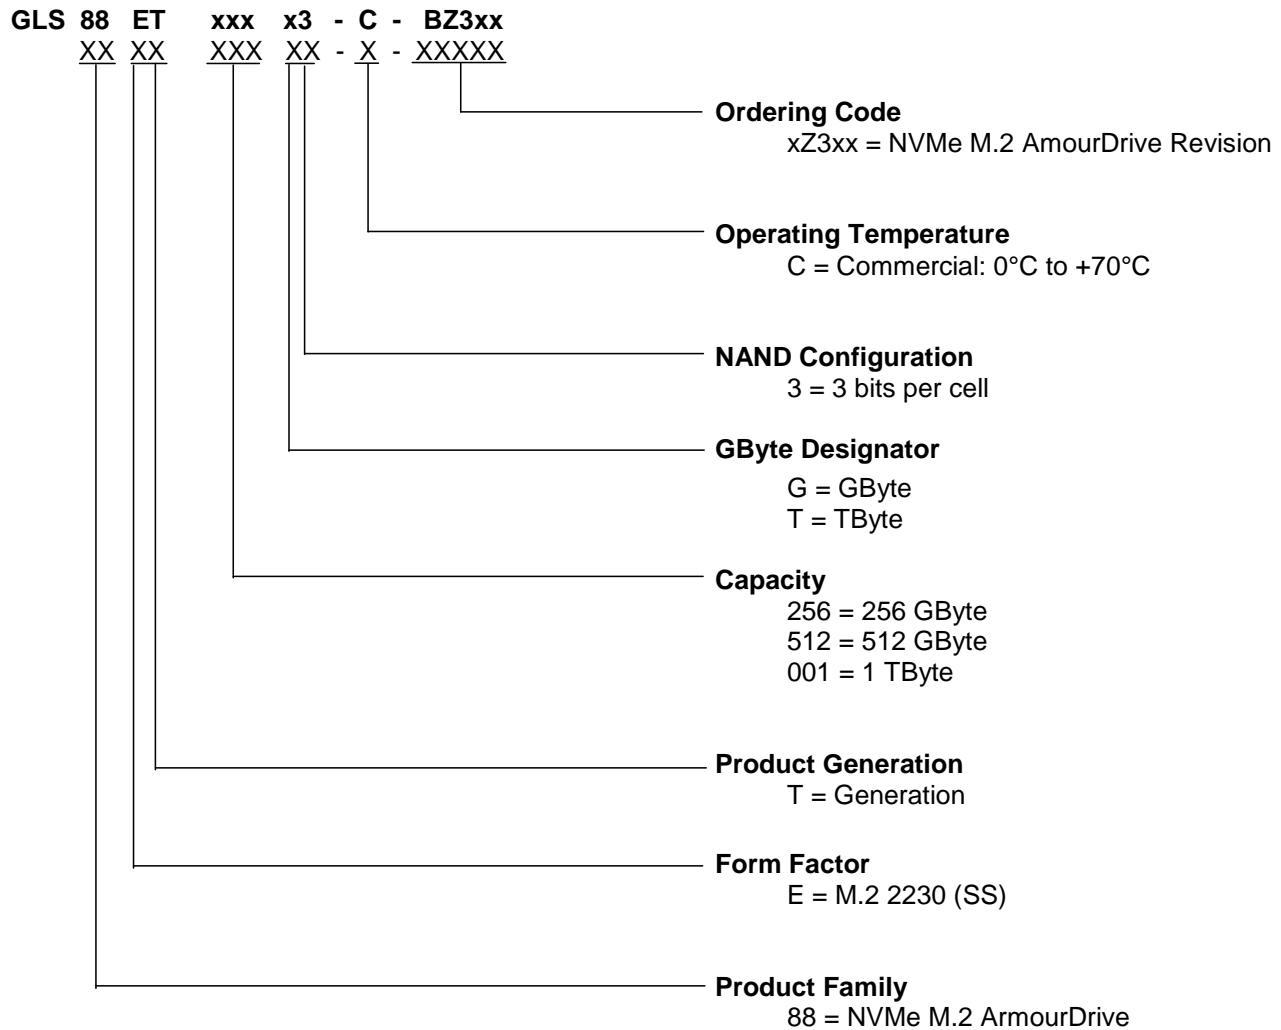 GLS 88 ET xxx x3 - C - BZ3xx
XX XX XXX XX - X - XXXXX
Ordering Code
xZ3xx = NVMe M.2 AmourDrive Revision
Operating Temperature
C = Commercial: 0°C to +70°C
NAND Configuration
3 = 3 bits per cell
GByte Designator
G = GByte
T = TByte
Capacity
256 = 256 GByte
512 = 512 GByte
001 = 1 TByte
Product Generation
T = Generation
Form Factor
E = M.2 2230 (SS)
Product Family
88 = NVMe M.2 ArmourDrive